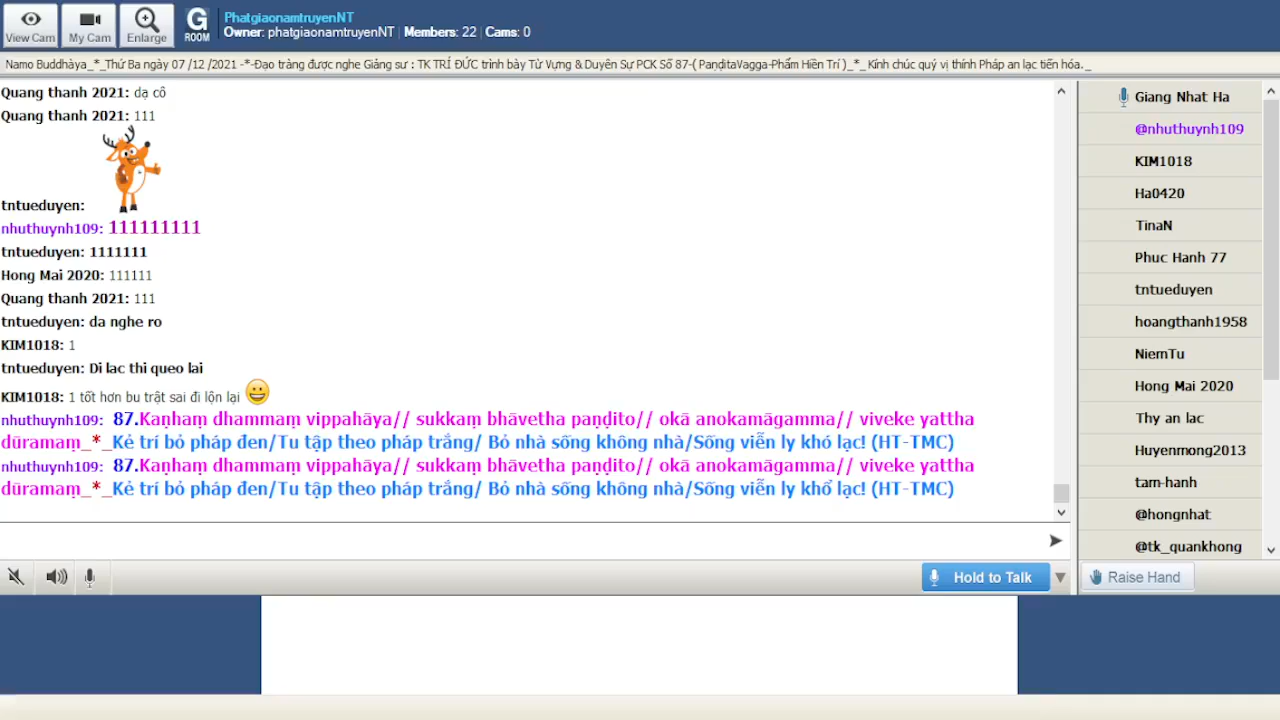 View Cam
My Cam
Enlarge
G
ROOM
PhatgiaonamtruyenNT
Owner: phatgiaonamtruyenNT | Members: 22 | Cams: 0
Namo Buddhàya_*_Thứ Ba ngày 07 /12 /2021 -*-Đạo tràng được nghe Giảng sư : TK TRÍ ĐỨC trình bày Từ Vựng & Duyên Sự PCK Số 87-( PaṇḍitaVagga-Phẩm Hiền Trí )_*_ Kính chúc quý vị thính Pháp an lạc tiến hóa._
Quang thanh 2021: dạ cô
Quang thanh 2021: 111
tntueduyen:
nhuthuynh109: 111111111
tntueduyen: 1111111
Hong Mai 2020: 111111
Quang thanh 2021: 111
tntueduyen: da nghe ro
KIM1018: 1
tntueduyen: Di lac thi queo lai
KIM1018: 1 tốt hơn bu trật sai đi lộn lại
nhuthuynh109: 87.Kaṇhaṃ dhammaṃ vippahāya// sukkaṃ bhāvetha paṇḍito// okā anokamāgamma// viveke yattha
dūramaṃ_*_Kẻ trí bỏ pháp đen/Tu tập theo pháp trắng/ Bỏ nhà sống không nhà/Sống viễn ly khó lạc! (HT-TMC)
nhuthuynh109: 87.Kaṇhaṃ dhammaṃ vippahāya// sukkaṃ bhāvetha paṇḍito// okā anokamāgamma// viveke yattha
dūramaṃ_*_Kẻ trí bỏ pháp đen/Tu tập theo pháp trắng/ Bỏ nhà sống không nhà/Sống viễn ly khổ lạc! (HT-TMC)
Giang Nhat Ha
@nhuthuynh109
KIM1018
Ha0420
TinaN
Phuc Hanh 77
tntueduyen
hoangthanh1958
NiemTu
Hong Mai 2020
Thy an lac
Huyenmong2013
tam-hanh
@hongnhat
@tk_quankhong
Hold to Talk
Raise Hand